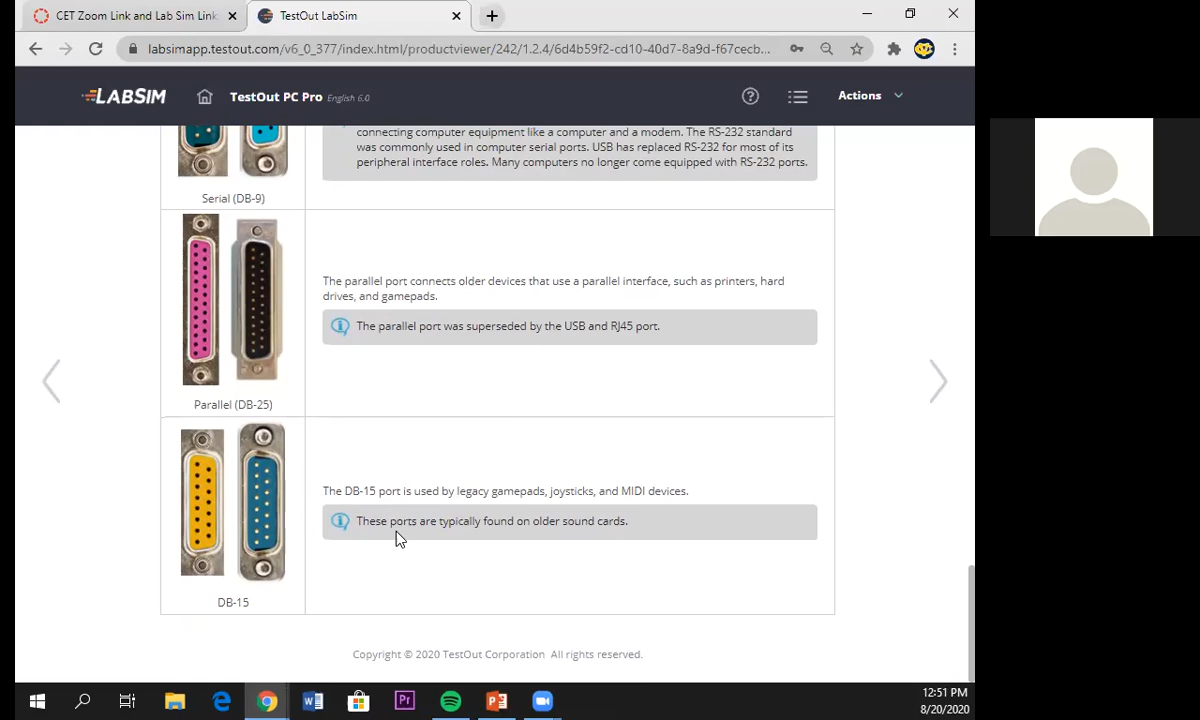 CET Zoom Link and Lab Sim Link
TestOut LabSim
labsimapp.testout.com/v6_0_377/index.html/productviewer/242/1.2.4/6d4b59f2-cd10-40d7-8a9d-f67cecb...
LABSIM
TestOut PC Pro English 6.0
Actions
connecting computer equipment like a computer and a modem. The RS-232 standard
was commonly used in computer serial ports. USB has replaced RS-232 for most of its
peripheral interface roles. Many computers no longer come equipped with RS-232 ports.
Serial (DB-9)
The parallel port connects older devices that use a parallel interface, such as printers, hard
drives, and gamepads.
The parallel port was superseded by the USB and RJ45 port.
Parallel (DB-25)
The DB-15 port is used by legacy gamepads, joysticks, and MIDI devices.
These ports are typically found on older sound cards.
DB-15
Copyright © 2020 TestOut Corporation All rights reserved.
12:51 PM
8/20/2020